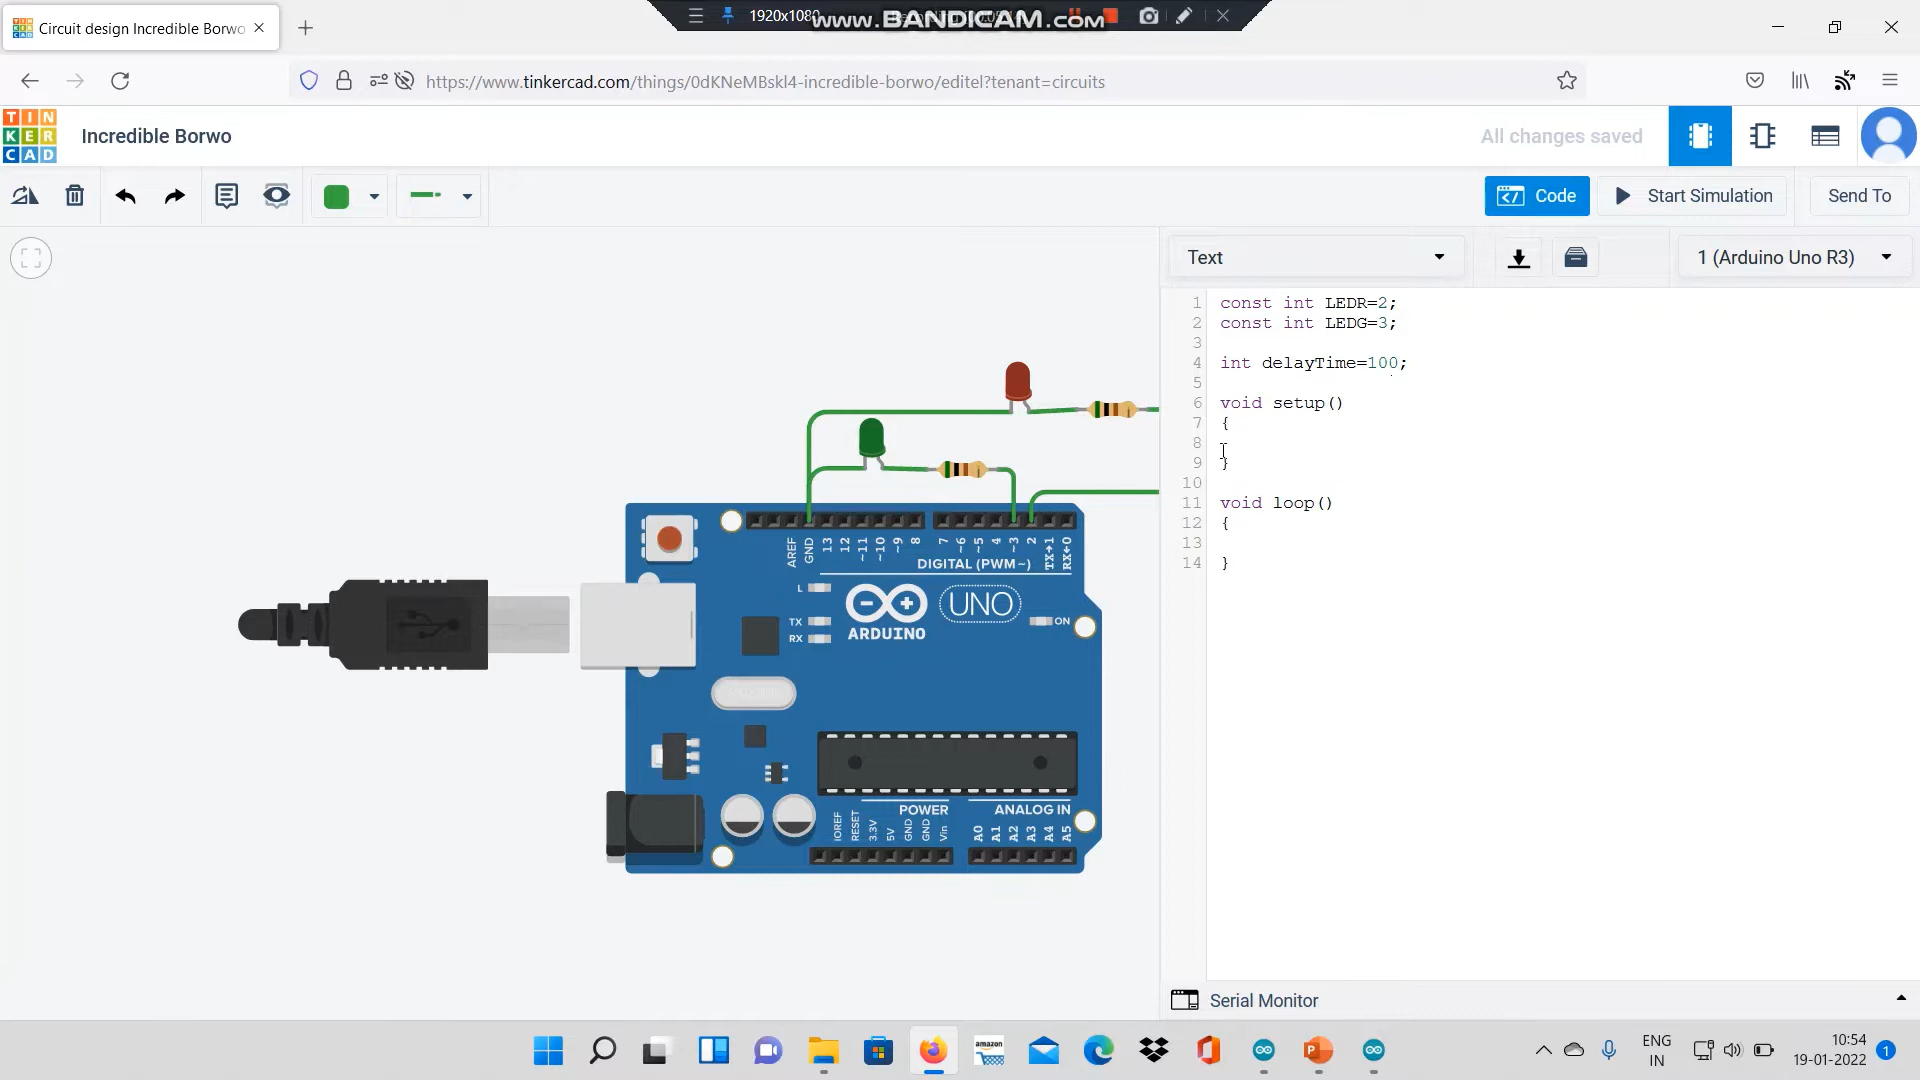 Circuit design Incredible Borwo
1920x1080
www.BANDICAM.com
https://www.tinkercad.com/things/0dKNeMBskl4-incredible-borwo/editel?tenant=circuits
TIN
KER
CAD
Incredible Borwo
All changes saved
Code
Start Simulation
Send To
Text
1 (Arduino Uno R3)
1 const int LEDR=2;
2 const int LEDG=3;
3
4 int delayTime=100;
5
6 void setup()
7 {
8
9 }
10
11 void loop()
12 {
13
14 }
AREF
GND
13
12
~11
~10
~9
8
7
~6
~5
4
~3
2
TX→1
RX←0
DIGITAL (PWM~)
L
TX
RX
ARDUINO
UNO
ON
POWER
ANALOG IN
IOREF
RESET
3.3V
5V
GND
GND
Vin
A0
A1
A2
A3
A4
A5
Serial Monitor
amazon
ENG
IN
10:54
19-01-2022
1